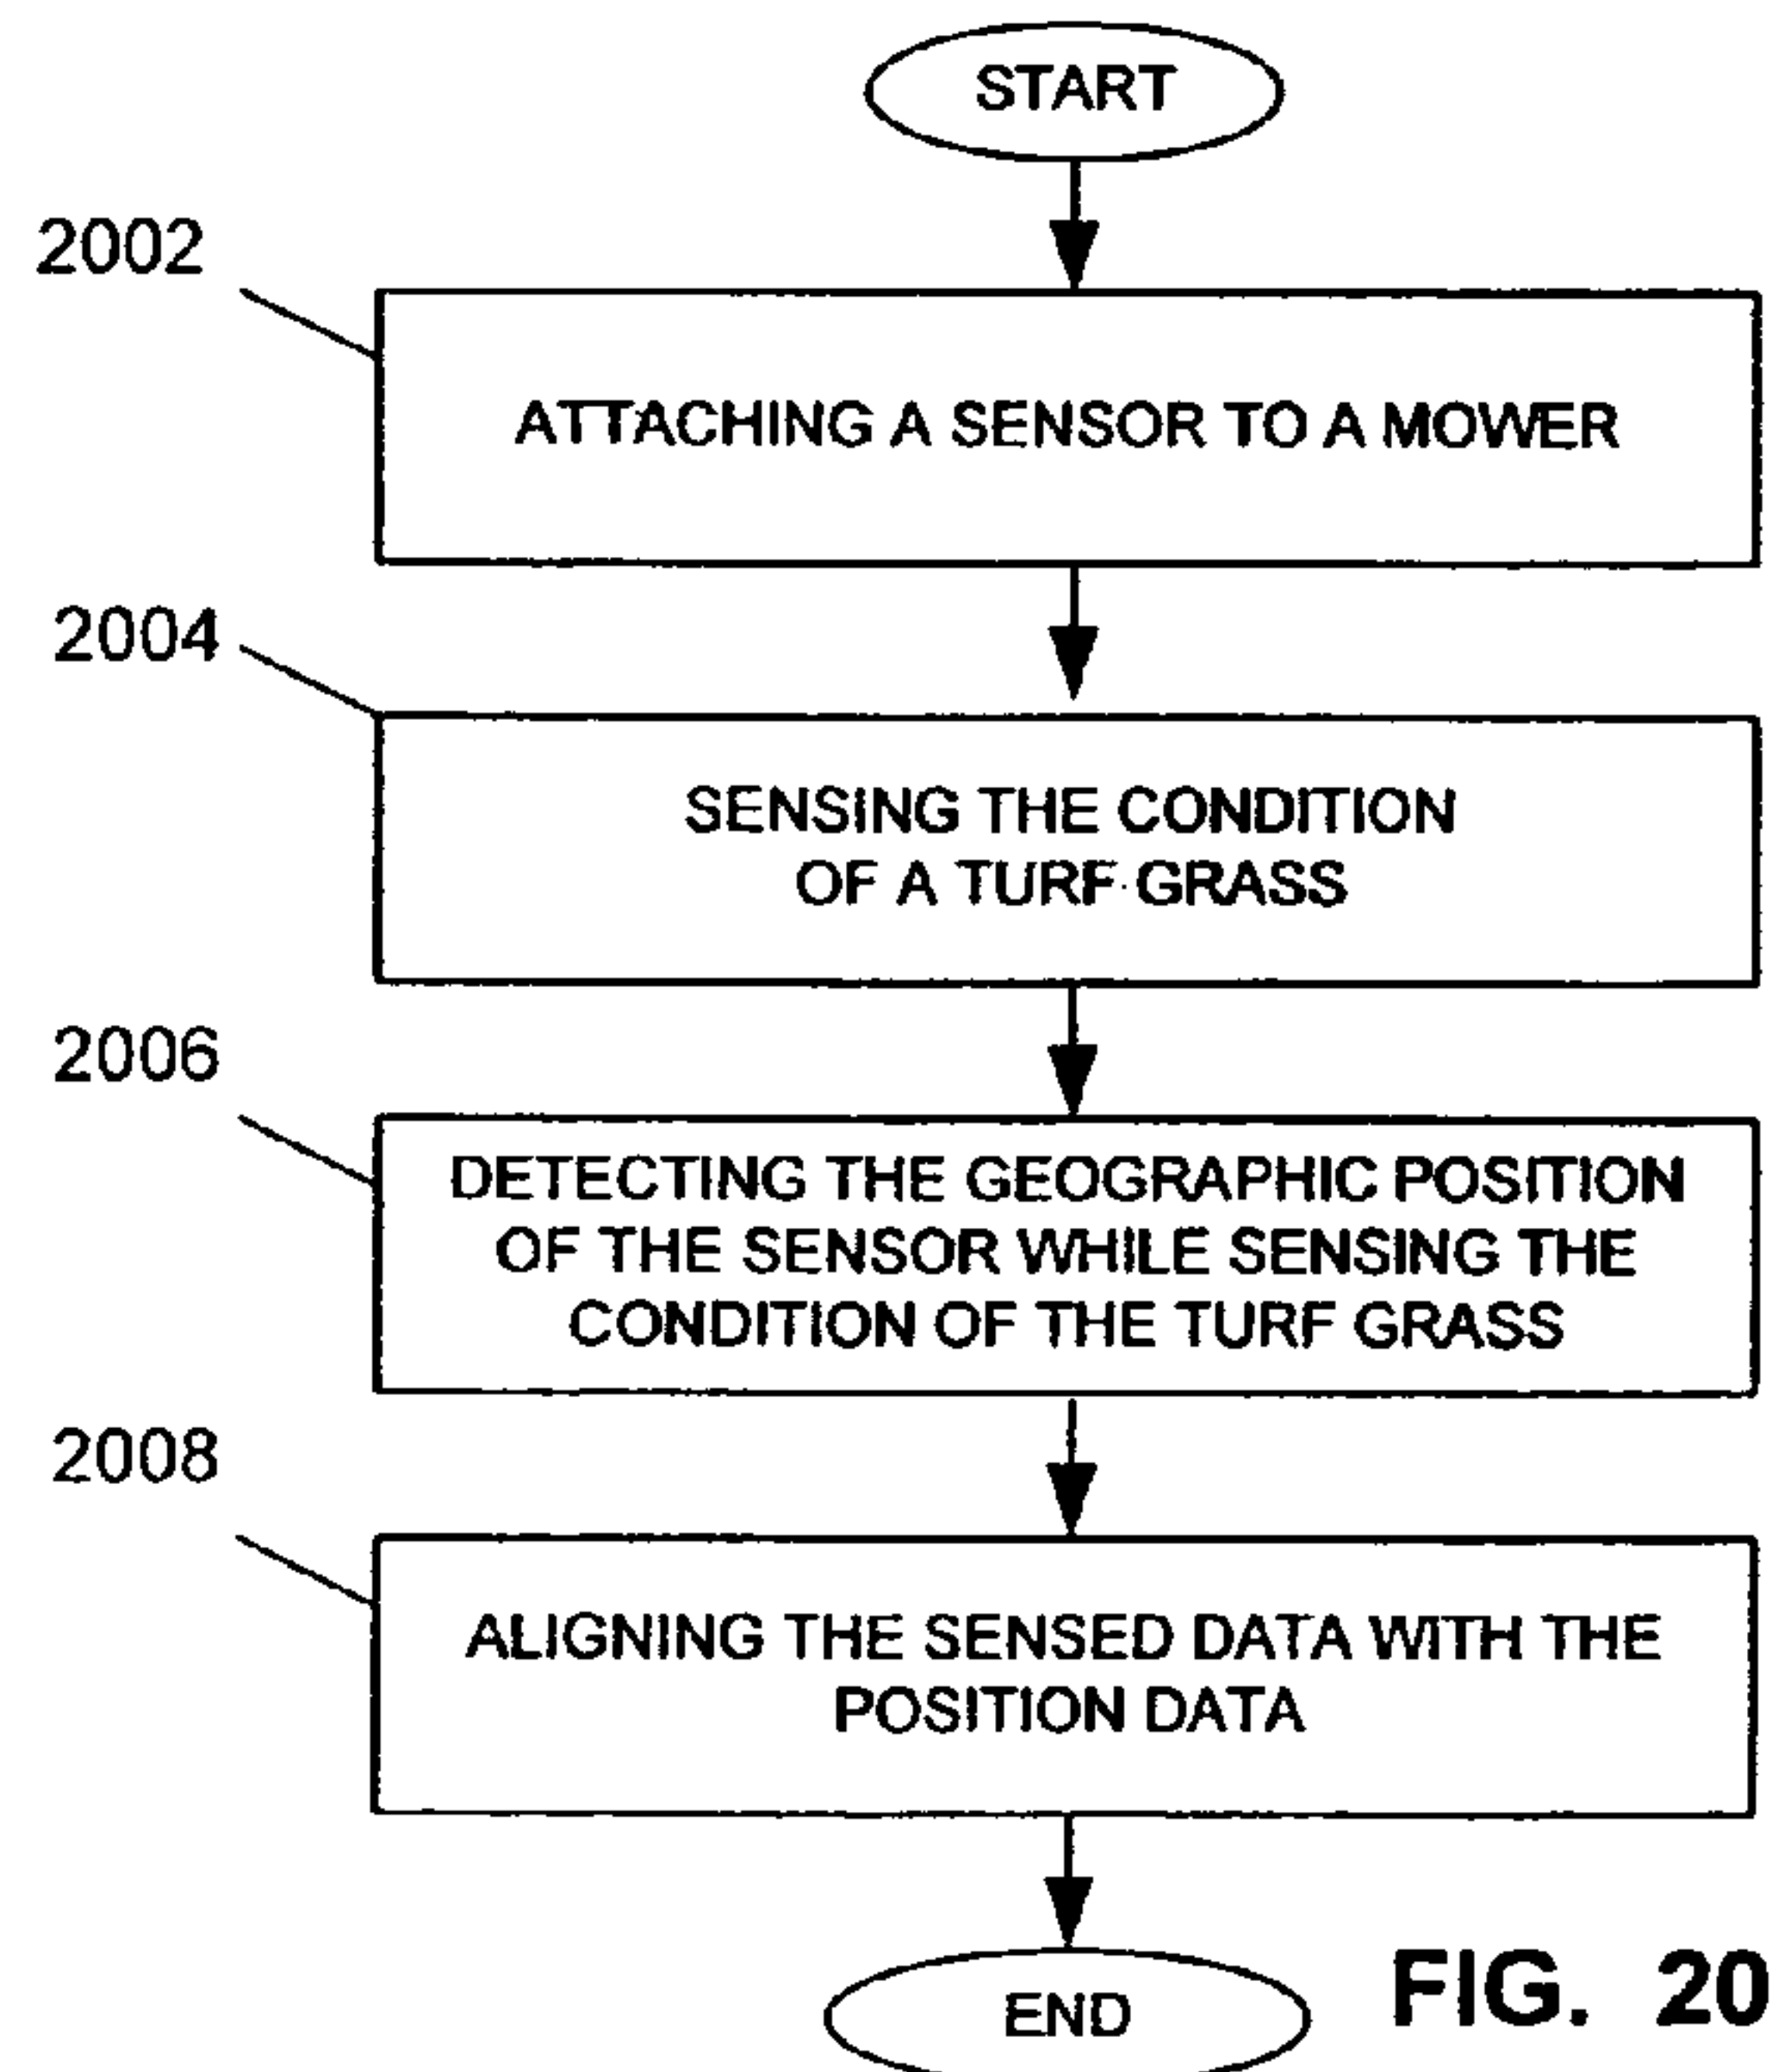 START
2002
ATTACHING A SENSOR TO A MOWER
2004
SENSING THE CONDITION
OF A TURF GRASS
2006
DETECTING THE GEOGRAPHIC POSITION
OF THE SENSOR WHILE SENSING THE
CONDITION OF THE TURF GRASS
2008
ALIGNING THE SENSED DATA WITH THE
POSITION DATA
END
FIG. 20